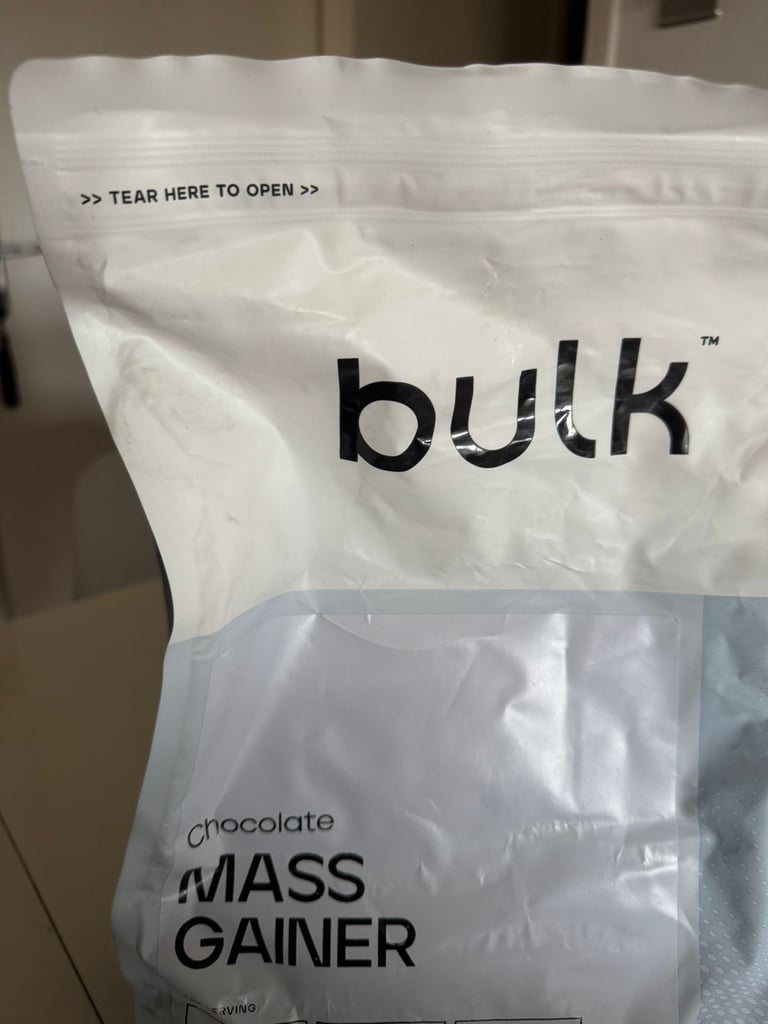 >> TEAR HERE TO OPEN >>
bulk™
Chocolate
MASS
GAINER